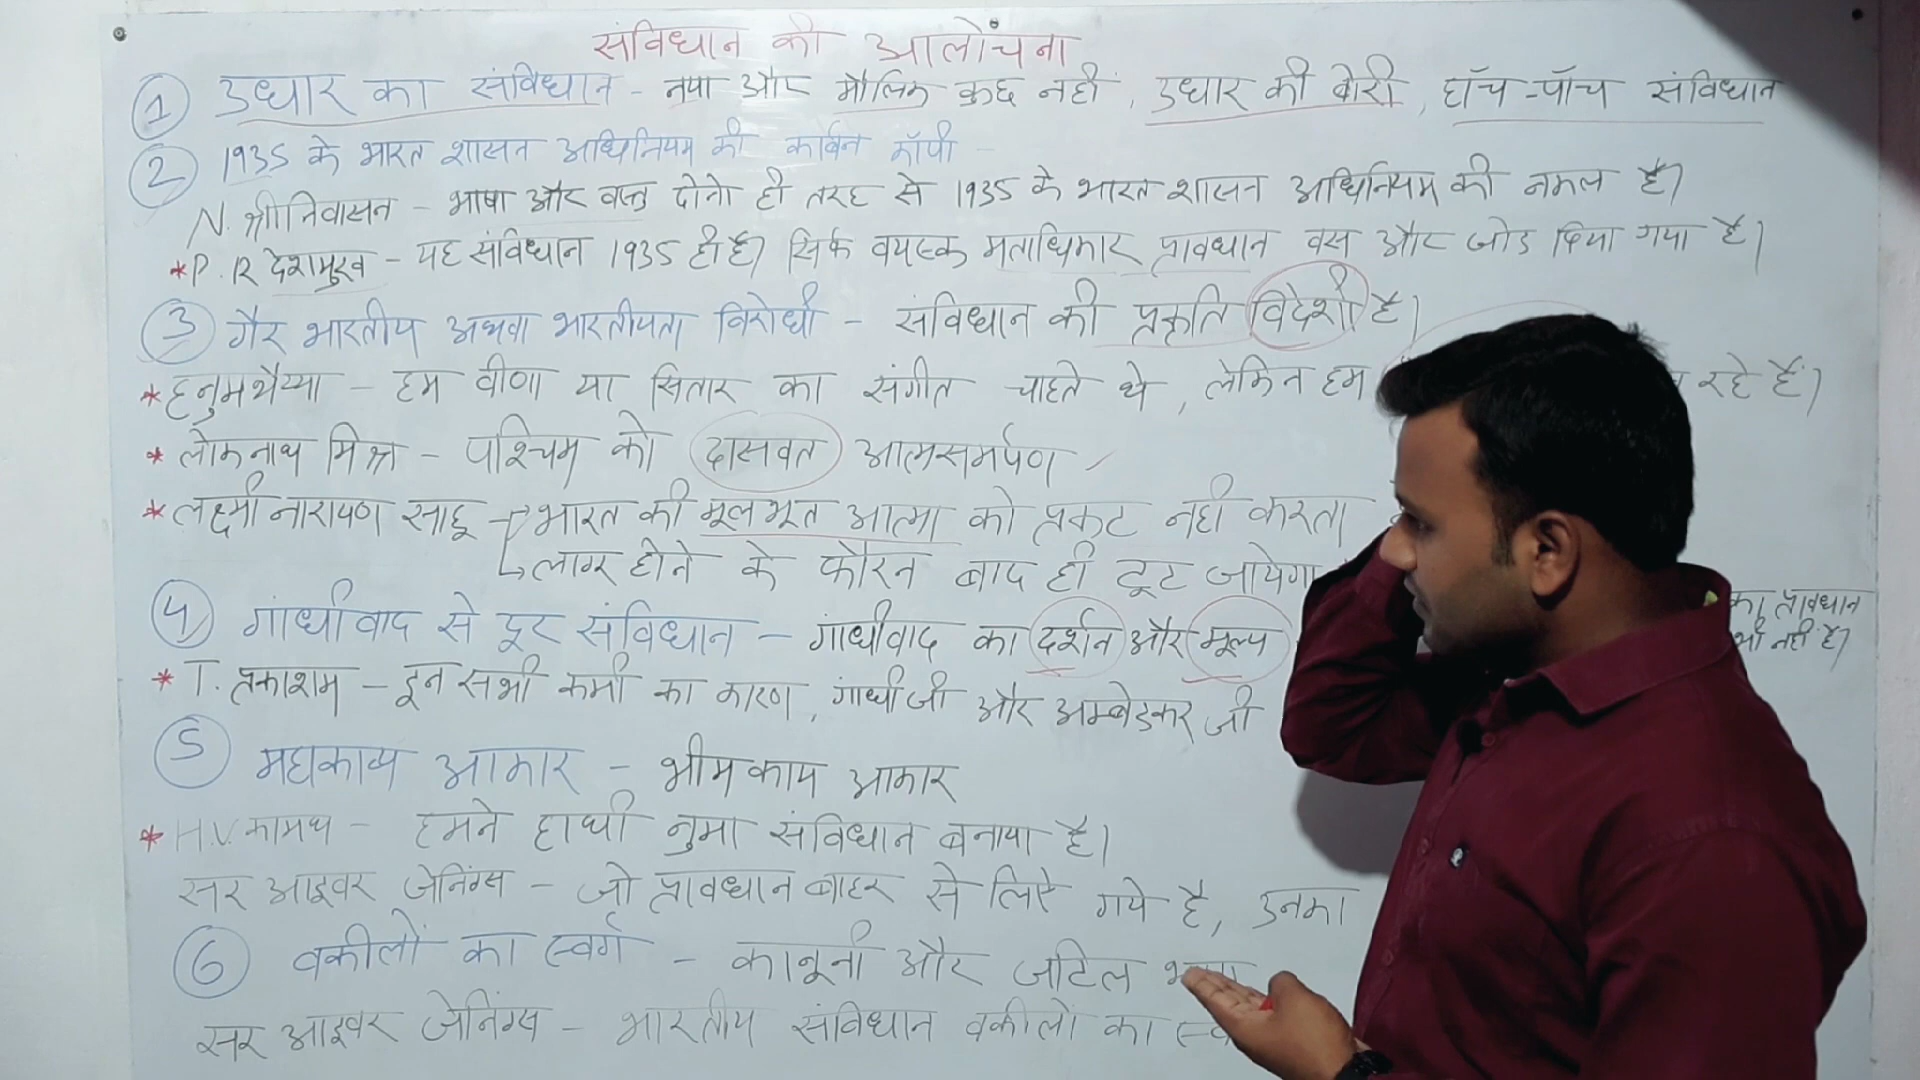 संविधान की आलोंचना
① उधार का संविधान - नया और मौलिक कुछ नही, उधार की बोरी, हॉच-पॉच संविधान
② 1935 के भारत शासन अधिनियम की कार्बन कॉपी -
N. श्रीनिवासन - भाषा और वस्तु दोनो ही तरह से 1935 के भारत शासन अधिनियम की नकल है।
* P. R देशमुख - यह संविधान 1935 ही है। सिर्फ वयस्क मताधिकार प्रावधान बस और जोड दिया गया है।
③ गैर भारतीय अथवा भारतीयता विरोधी - संविधान की प्रकृति विदेशी है।
* हनुमथैय्या - हम वीणा या सितार का संगीत चाहते थे, लेकिन हम रहे हैं।
* लोकनाथ मिश्र - पश्चिम को दासवत आत्मसमर्पण
* लक्ष्मी नारायण साहू → भारत की मूलभूत आत्मा को प्रकट नही करता
↳ लागू होने के फौरन बाद ही टूट जायेगा
④ गांधीवाद से दूर संविधान - गांधीवाद का दर्शन और मूल्य का प्रावधान
भी नही है।
* T. प्रकाशम - इन सभी कमी का कारण, गांधीजी और अम्बेडकर जी
⑤ महाकाव्य आकार - भीमकाय आकार
* H.V. कामथ - हमने हाथी नुमा संविधान बनाया है।
सर आइवर जेनिंग्स - जो प्रावधान बाहर से लिऐ गये है, उनका
⑥ वकीलों का स्वर्ग - कानूनी और जटिल
सर आइवर जेनिंग्स - भारतीय संविधान वकीलों का